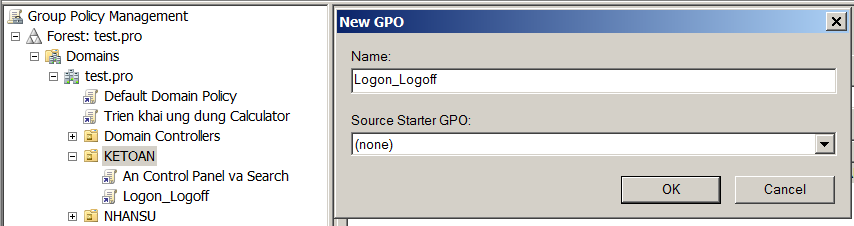 Group Policy Management
Forest: test.pro
Domains
test.pro
Default Domain Policy
Trien khai ung dung Calculator
Domain Controllers
KETOAN
An Control Panel va Search
Logon_Logoff
NHANSU
New GPO
Name:
Logon_Logoff
Source Starter GPO:
(none)
OK
Cancel